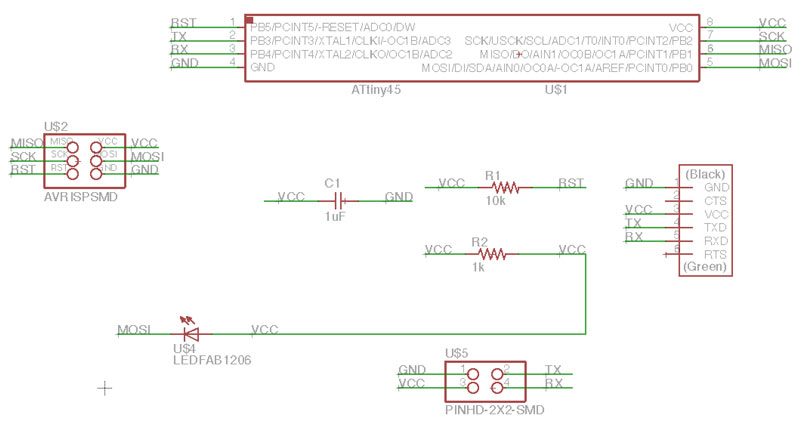 RST 1 PB5/PCINT5/-RESET/ADC0/DW VCC 8 VCC
TX 2 PB3/PCINT3/XTAL1/CLKI/-OC1B/ADC3 SCK/USCK/SCL/ADC1/T0/INT0/PCINT2/PB2 7 SCK
RX 3 PB4/PCINT4/XTAL2/CLKO/OC1B/ADC2 MISO/DO/AIN1/OC0B/OC1A/PCINT1/PB1 6 MISO
GND 4 GND MOSI/DI/SDA/AIN0/OC0A/-OC1A/AREF/PCINT0/PB0 5 MOSI
ATtiny45 U$1
U$2
MISO MISO VCC VCC
SCK SCK MOSI MOSI
RST RST GND GND
AVRISPSMD
C1
VCC GND
1uF
R1
VCC RST
10k
R2
VCC VCC
1k
(Black)
GND 1 GND
2 CTS
VCC 3 VCC
TX 4 TXD
RX 5 RXD
6 RTS
(Green)
MOSI VCC
U$4
LEDFAB1206
U$5
GND 1 2 TX
VCC 3 4 RX
PINHD-2X2-SMD